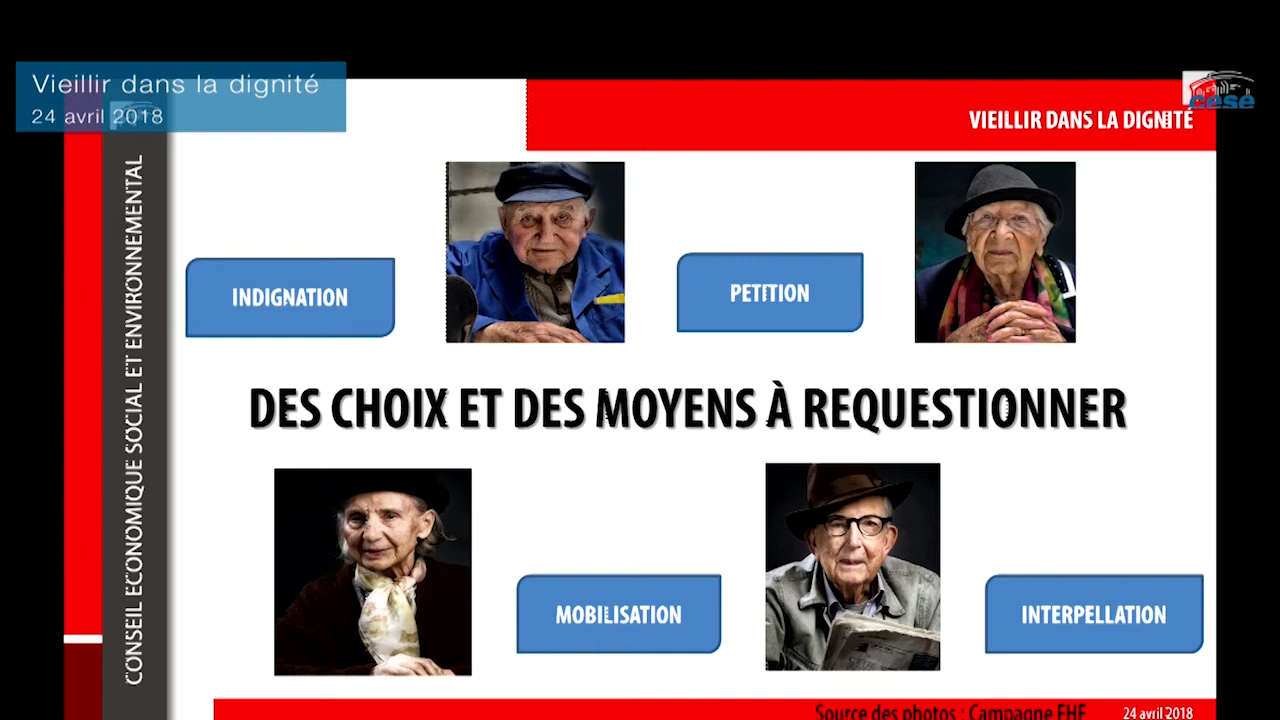 Vieillir dans la dignité
24 avril 2018
cese
VIEILLIR DANS LA DIGNITÉ
CONSEIL ECONOMIQUE SOCIAL ET ENVIRONNEMENTAL
INDIGNATION
PETITION
DES CHOIX ET DES MOYENS À REQUESTIONNER
MOBILISATION
INTERPELLATION
Source des photos : Campagne FHF
24 avril 2018